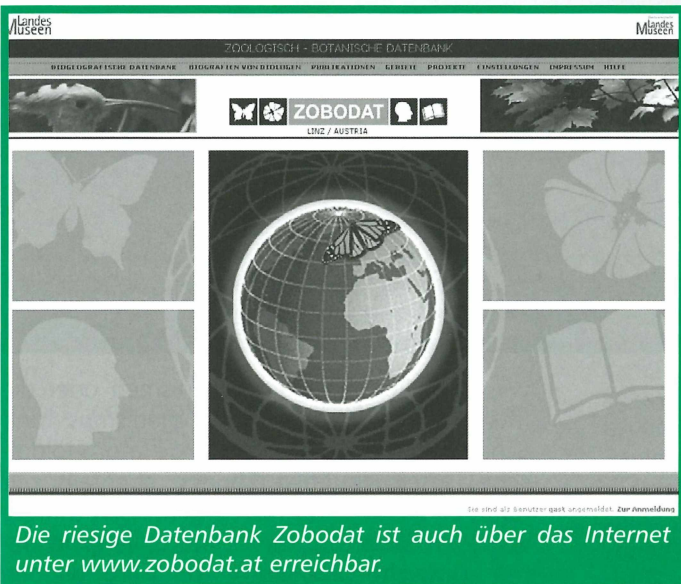 Landes
Museen
Landes
Museen
ZOOLOGISCH - BOTANISCHE DATENBANK
BIOGEOGRAFISCHE DATENBANK BIOGRAFIEN VON BIOLOGEN PUBLIKATIONEN GEBIETE PROJEKTE EINSTELLUNGEN IMPRESSUM HILFE
ZOBODAT
LINZ / AUSTRIA
Sie sind als Benutzer gast angemeldet. Zur Anmeldung
Die riesige Datenbank Zobodat ist auch über das Internet
unter www.zobodat.at erreichbar.